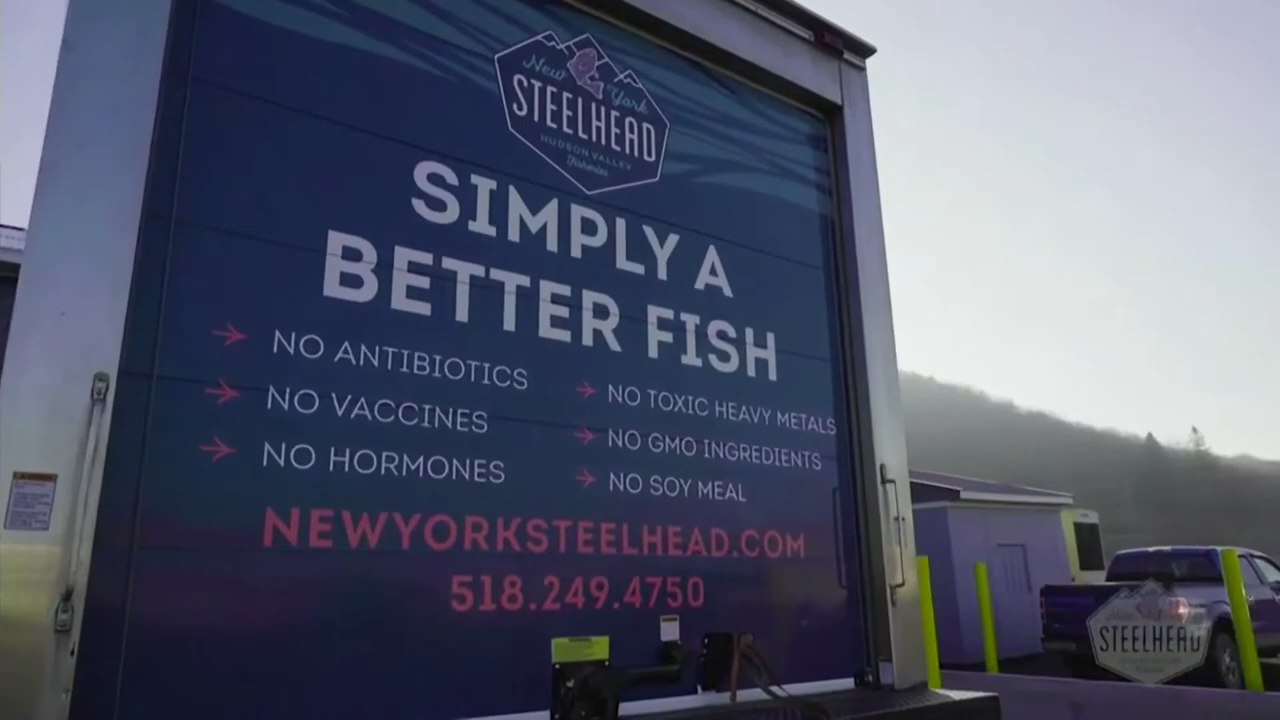 New York
STEELHEAD
HUDSON VALLEY
Fisheries
SIMPLY A
BETTER FISH
NO ANTIBIOTICS
NO VACCINES
NO HORMONES
NO TOXIC HEAVY METALS
NO GMO INGREDIENTS
NO SOY MEAL
NEWYORKSTEELHEAD.COM
518.249.4750
STEELHEAD